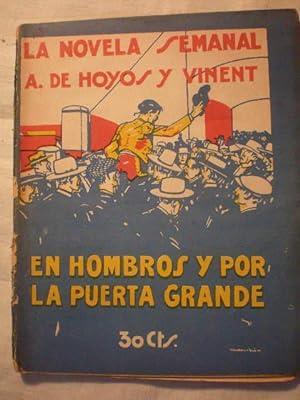 LA NOVELA SEMANAL
A. DE HOYOS Y VINENT
EN HOMBROS Y POR
LA PUERTA GRANDE
30 Cts.